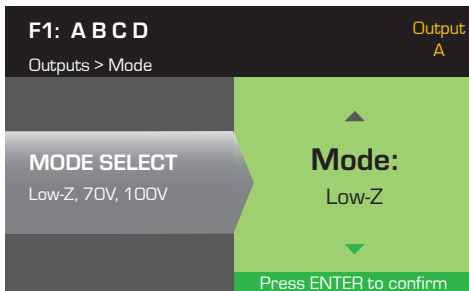 F1: A B C D
Output
A
Outputs > Mode
MODE SELECT
Low-Z, 70V, 100V
Mode:
Low-Z
Press ENTER to confirm